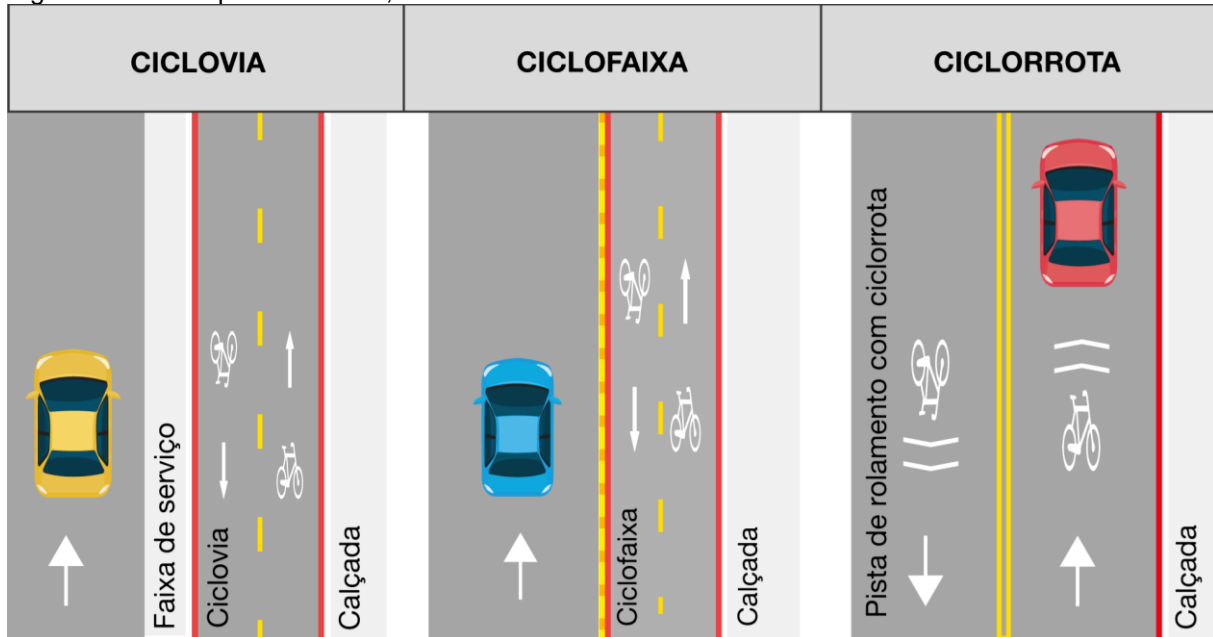 CICLOVIA
CICLOFAIXA
CICLORROTA
Faixa de serviço
Ciclovia
Calçada
Ciclofaixa
Calçada
Pista de rolamento com ciclorrota
Calçada